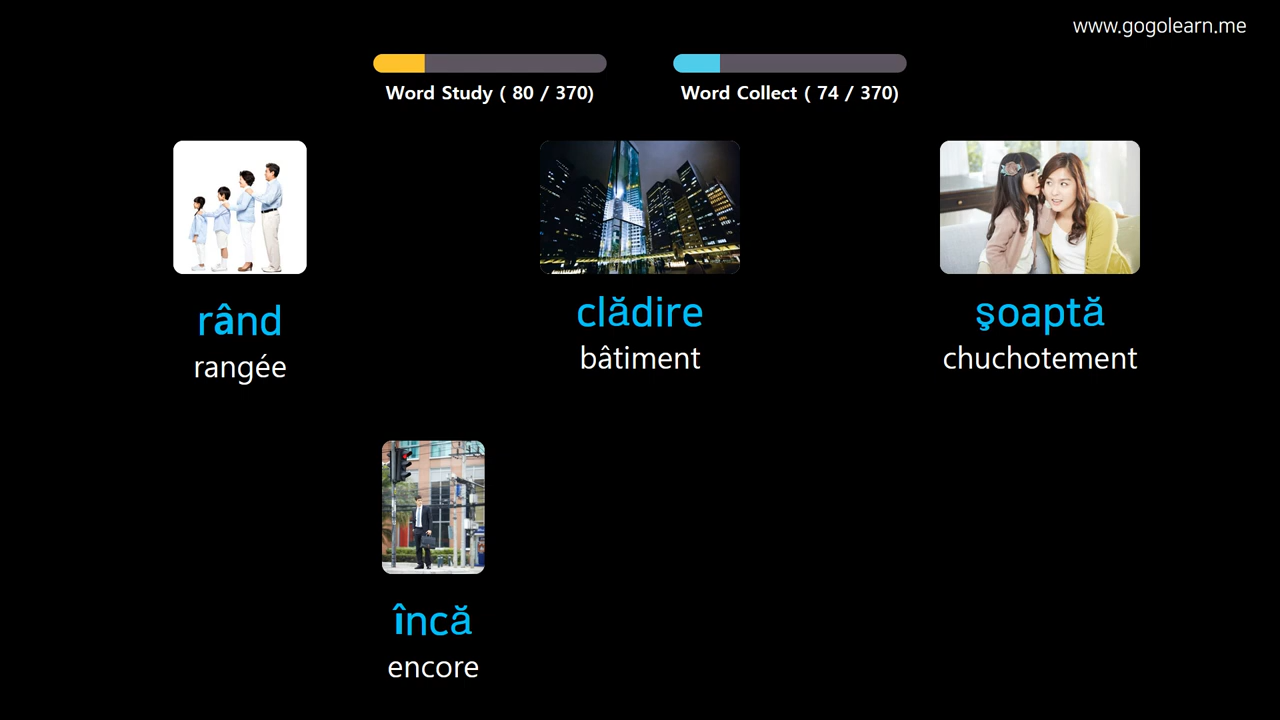 www.gogolearn.me
Word Study ( 80 / 370)
Word Collect ( 74 / 370)
rând
rangée
clădire
bâtiment
şoaptă
chuchotement
încă
encore